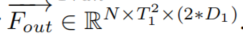 $\overrightarrow{F_{out}} \in \mathbb{R}^{N \times T_1^2 \times (2*D_1)}$.